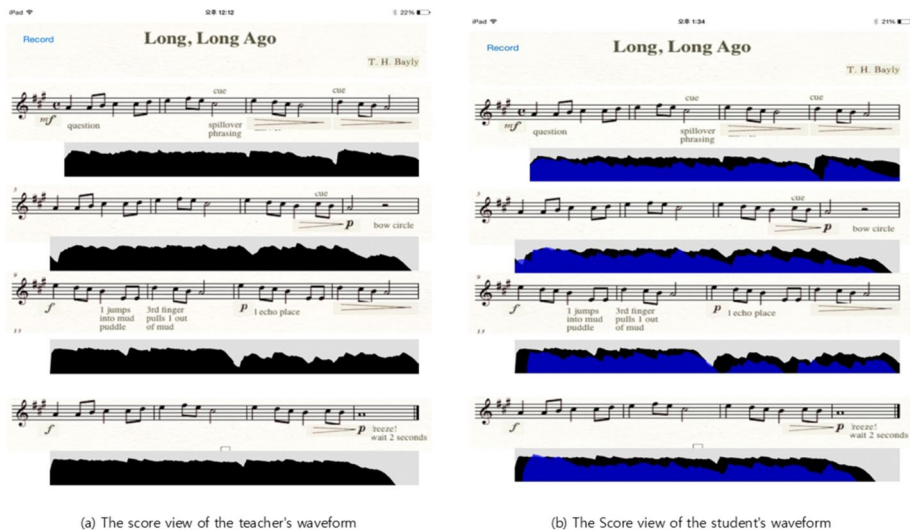 iPad 오후 12:12 22%
Record
Long, Long Ago
T. H. Bayly
cue cue
mf question spillover
phrasing
5
cue
p bow circle
9
f 1 jumps 3rd finger p 1 echo place
into mud pulls 1 out
puddle of mud
13
f p freeze!
wait 2 seconds
(a) The score view of the teacher's waveform
iPad 오후 1:34 21%
Record
Long, Long Ago
T. H. Bayly
cue cue
mf question spillover
phrasing
5
cue
p bow circle
9
f 1 jumps 3rd finger p 1 echo place
into mud pulls 1 out
puddle of mud
13
f p freeze!
wait 2 seconds
(b) The Score view of the student's waveform